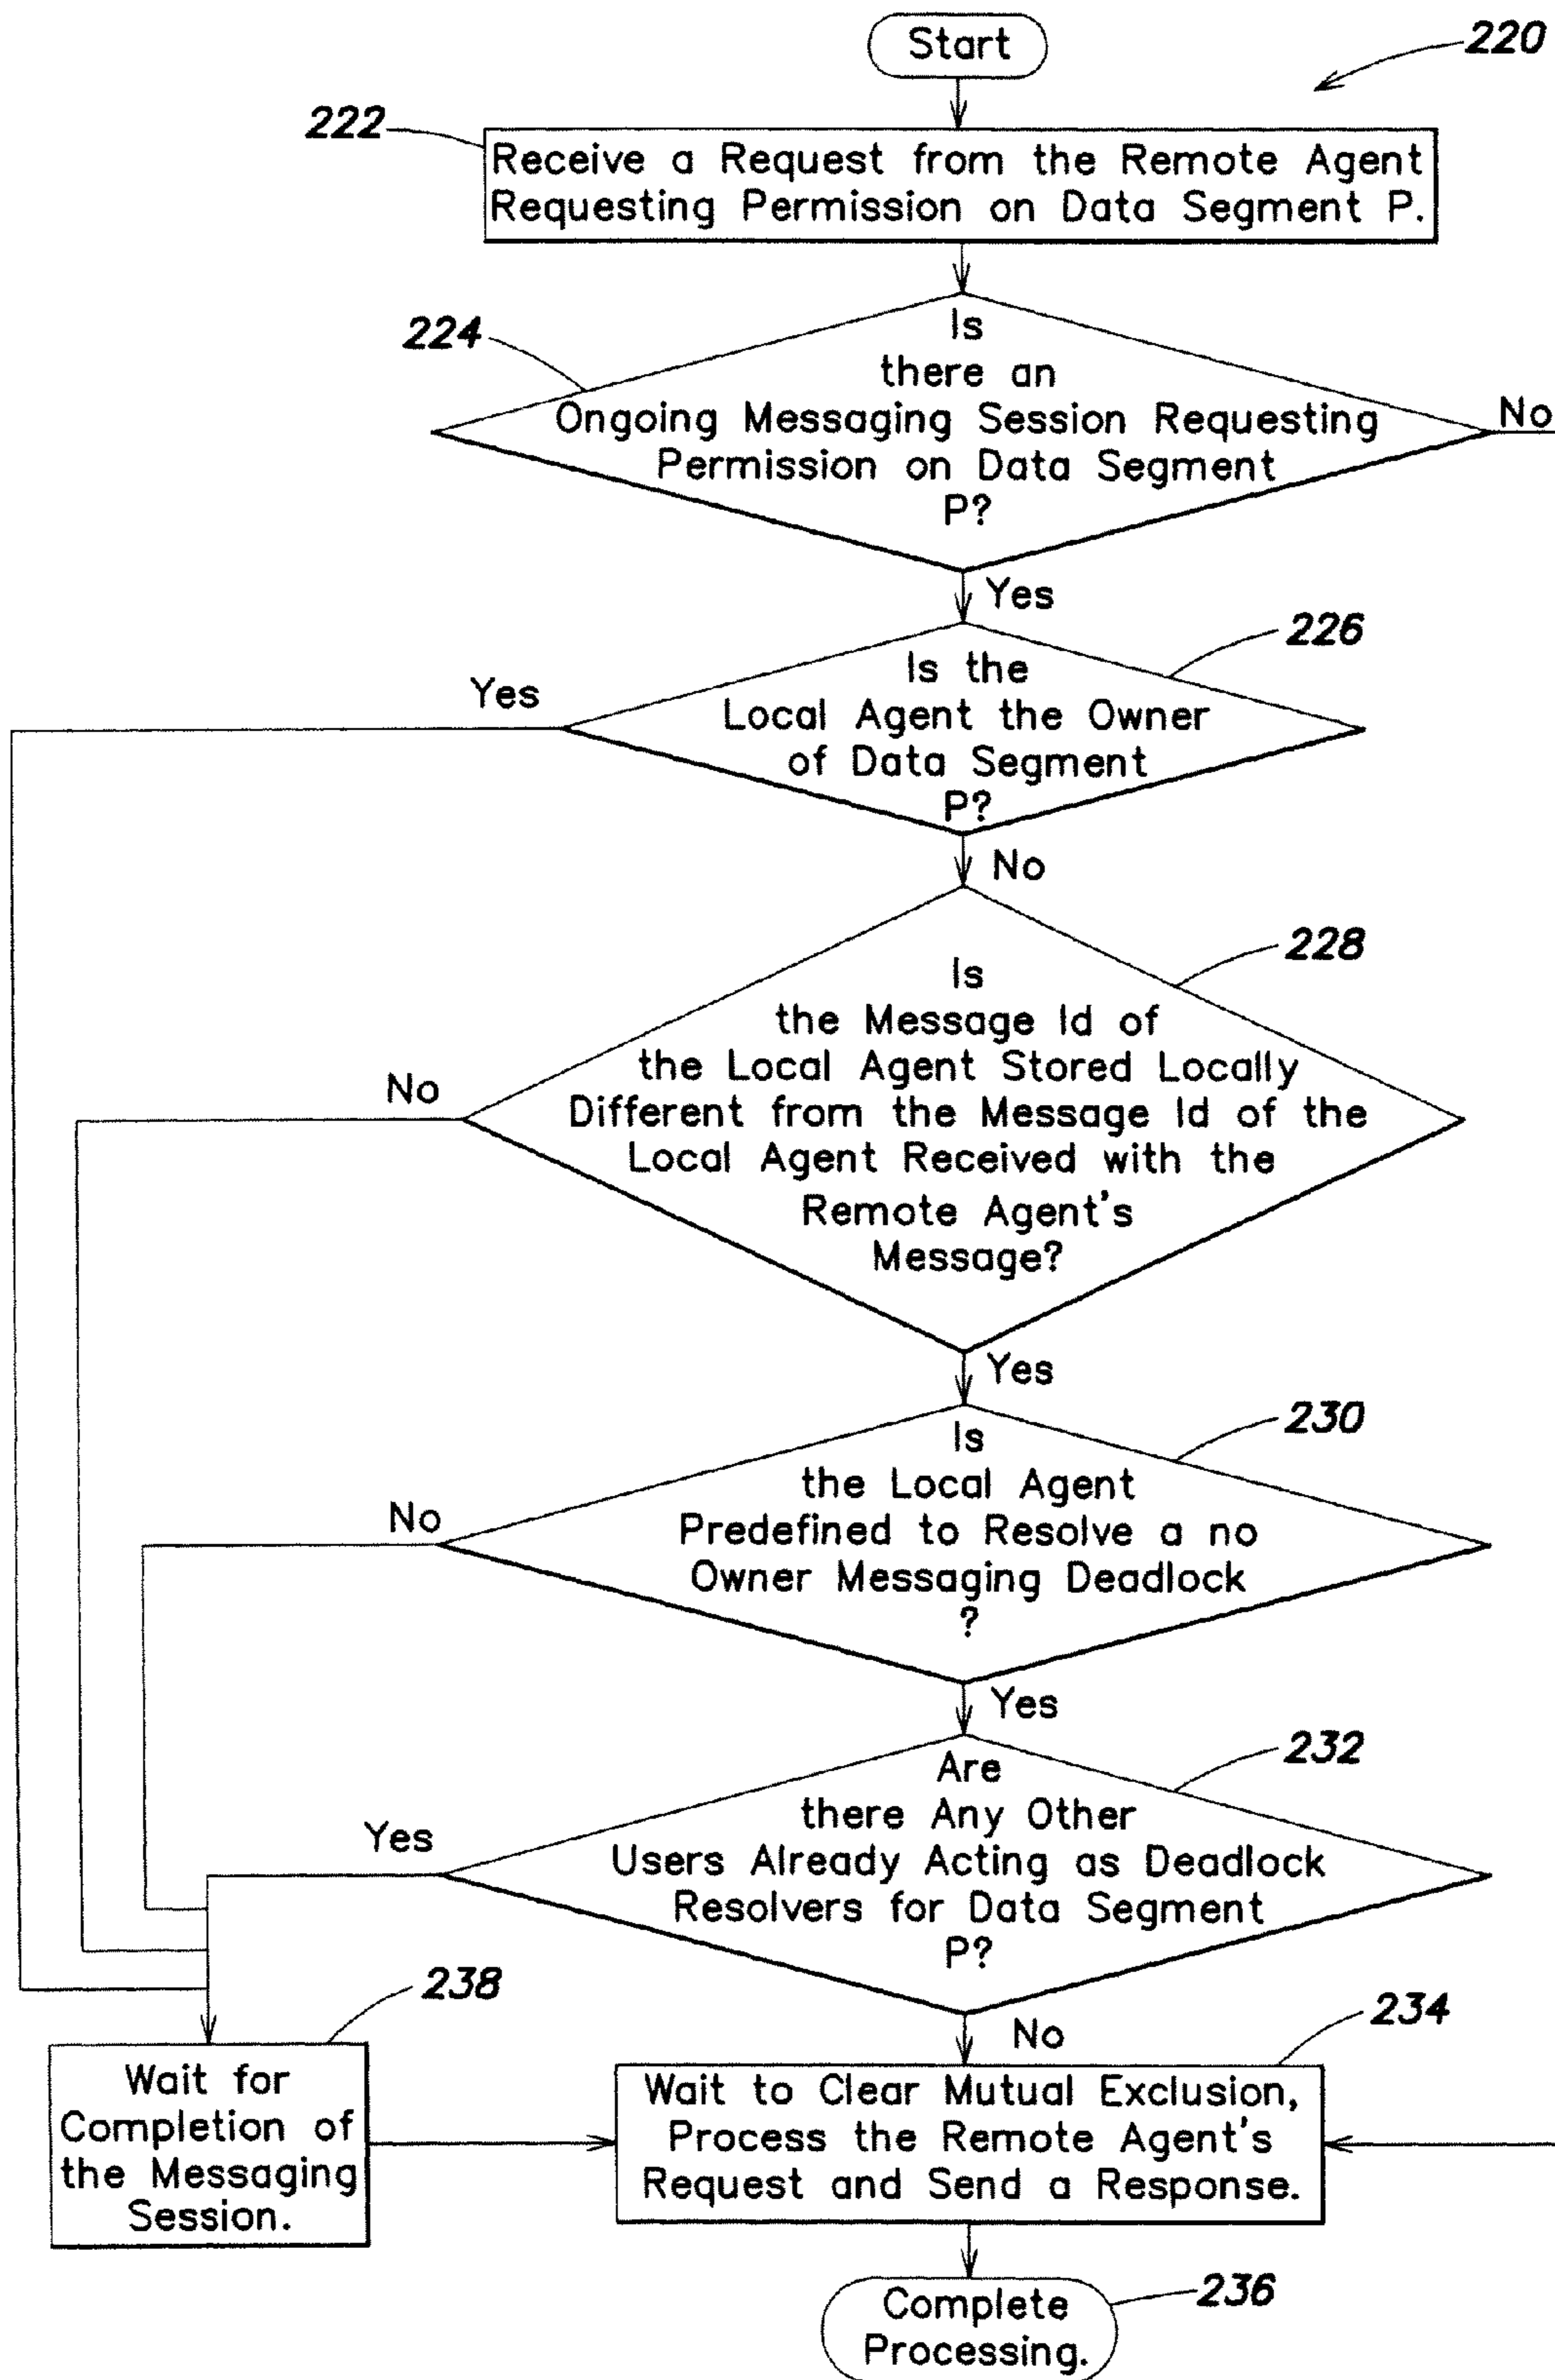 Start
220
222
Receive a Request from the Remote Agent
Requesting Permission on Data Segment P.
224
Is
there an
Ongoing Messaging Session Requesting
Permission on Data Segment
P?
No
Yes
226
Is the
Local Agent the Owner
of Data Segment
P?
Yes
No
228
Is
the Message Id of
the Local Agent Stored Locally
Different from the Message Id of the
Local Agent Received with the
Remote Agent's
Message?
No
Yes
230
Is
the Local Agent
Predefined to Resolve a no
Owner Messaging Deadlock
?
No
Yes
232
Are
there Any Other
Users Already Acting as Deadlock
Resolvers for Data Segment
P?
Yes
No
238
Wait for
Completion of
the Messaging
Session.
234
Wait to Clear Mutual Exclusion,
Process the Remote Agent's
Request and Send a Response.
236
Complete
Processing.